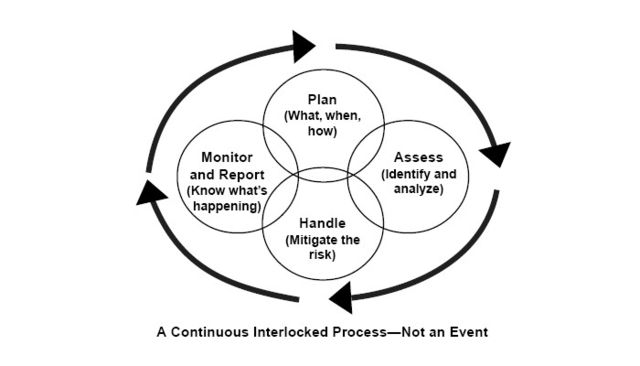 Plan
(What, when,
how)
Monitor
and Report
(Know what's
happening)
Assess
(Identify and
analyze)
Handle
(Mitigate the
risk)
A Continuous Interlocked Process—Not an Event